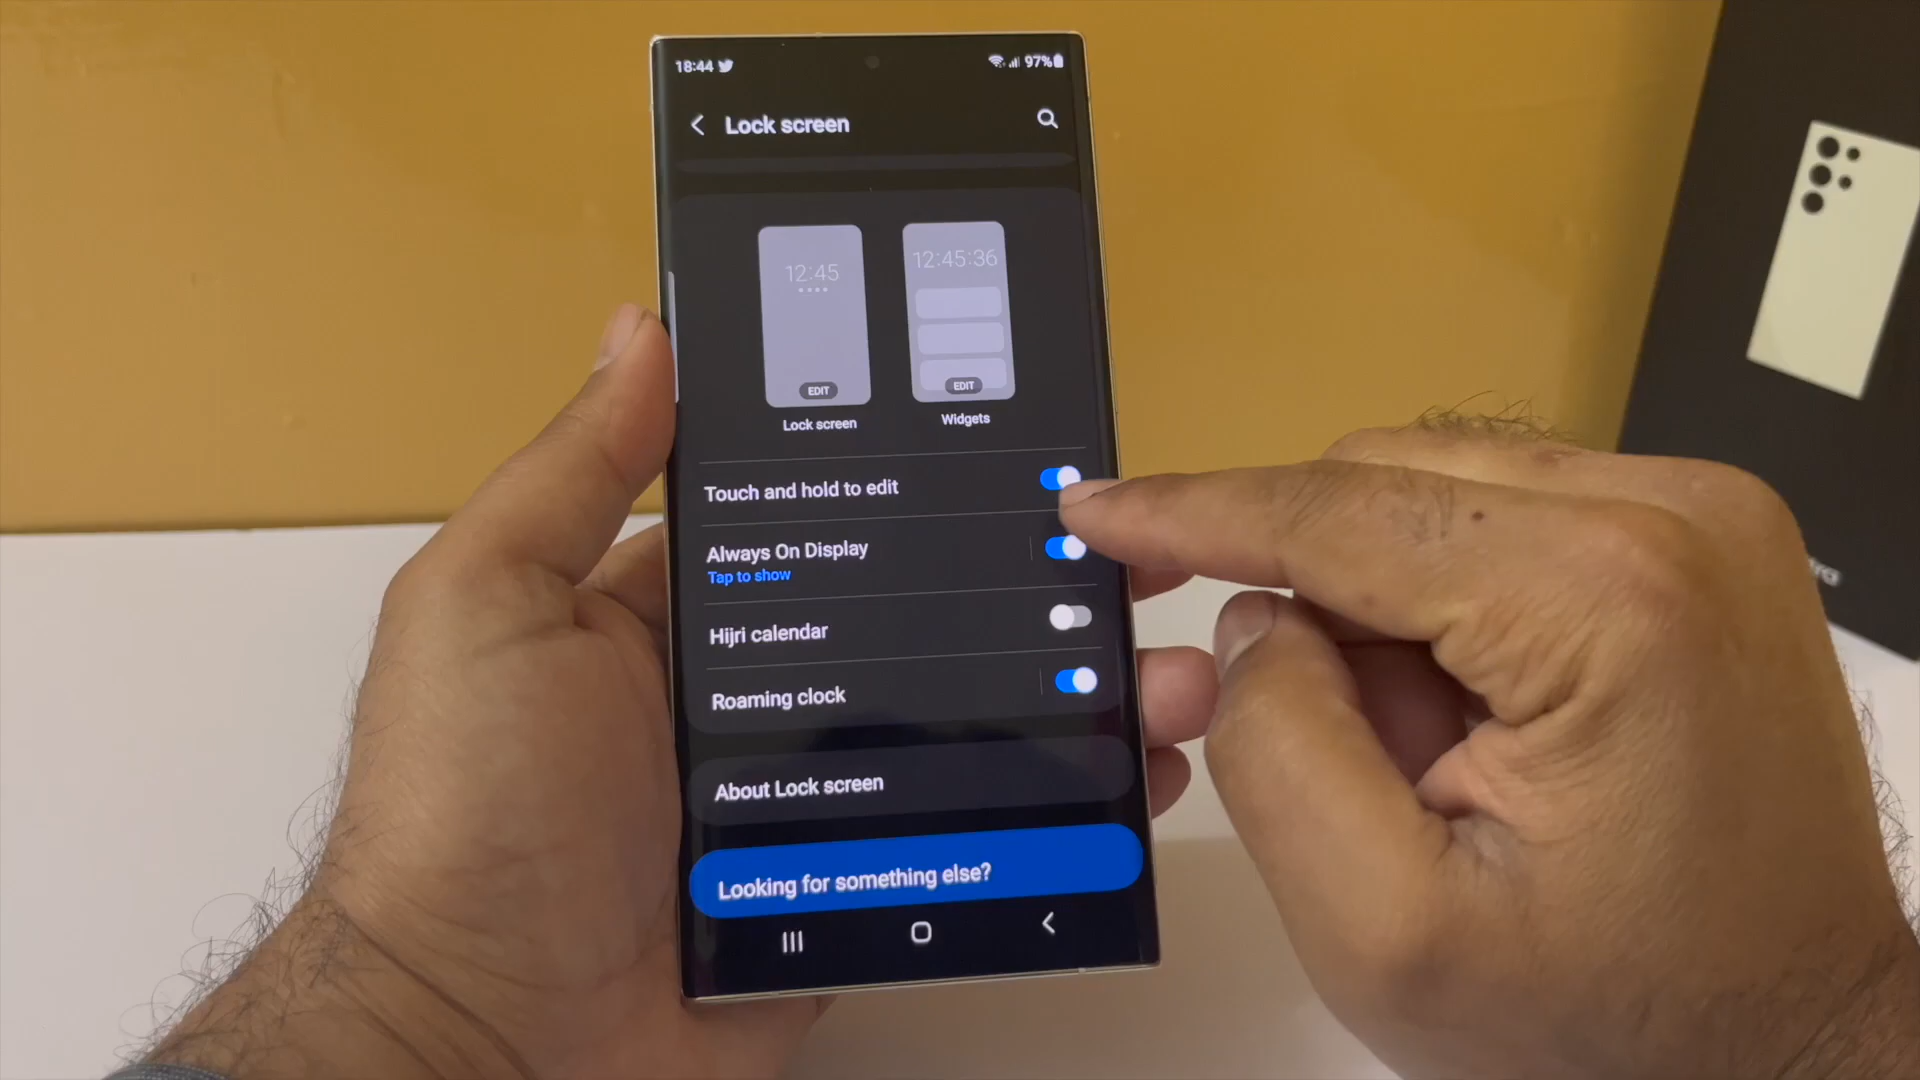 18:44
97%
Lock screen
12:45
EDIT
Lock screen
12:45:36
EDIT
Widgets
Touch and hold to edit
Always On Display
Tap to show
Hijri calendar
Roaming clock
About Lock screen
Looking for something else?